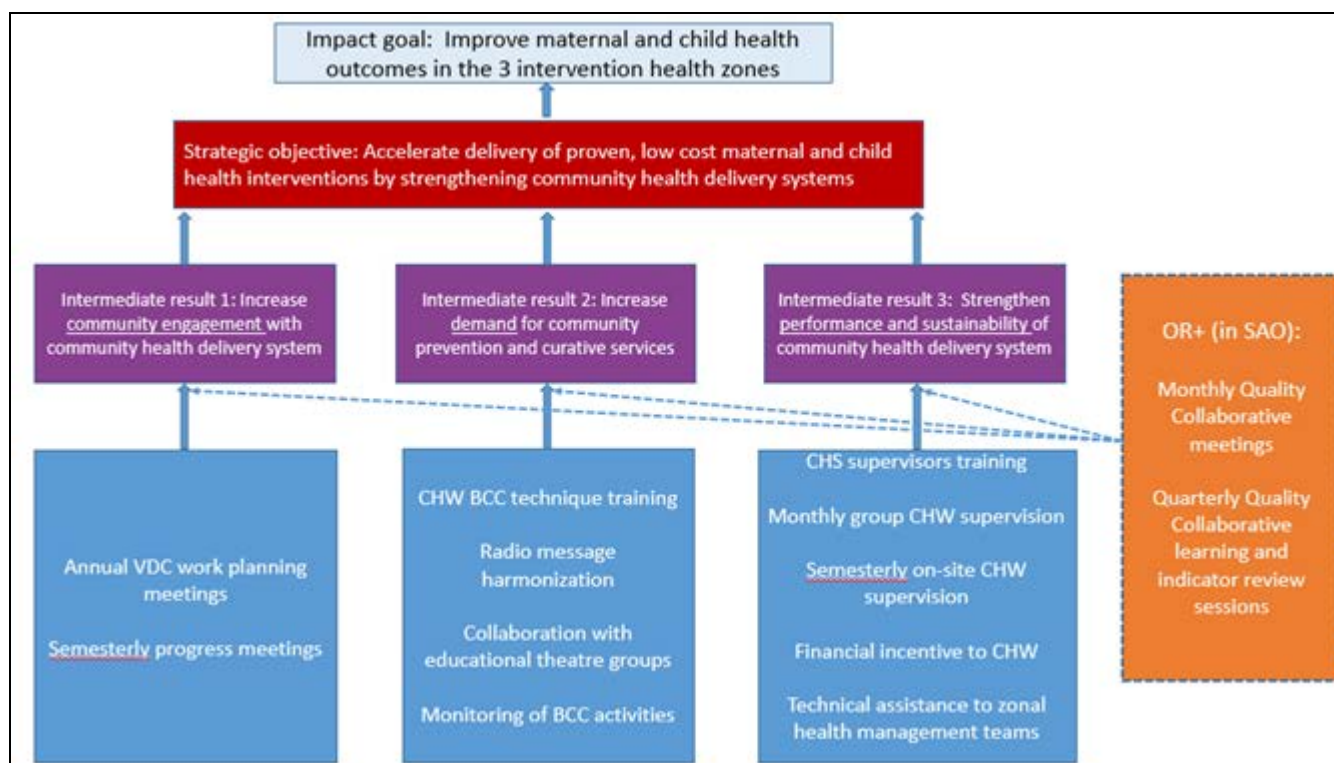 Impact goal: Improve maternal and child health
outcomes in the 3 intervention health zones
Strategic objective: Accelerate delivery of proven, low cost maternal and child
health interventions by strengthening community health delivery systems
Intermediate result 1: Increase
community engagement with
community health delivery system
Intermediate result 2: Increase
demand for community
prevention and curative services
Intermediate result 3: Strengthen
performance and sustainability of
community health delivery system
OR+ (in SAO):
Monthly Quality
Collaborative
meetings
Quarterly Quality
Collaborative
learning and
indicator review
sessions
Annual VDC work planning
meetings
Semesterly progress meetings
CHW BCC technique training
Radio message
harmonization
Collaboration with
educational theatre groups
Monitoring of BCC activities
CHS supervisors training
Monthly group CHW supervision
Semesterly on-site CHW
supervision
Financial incentive to CHW
Technical assistance to zonal
health management teams